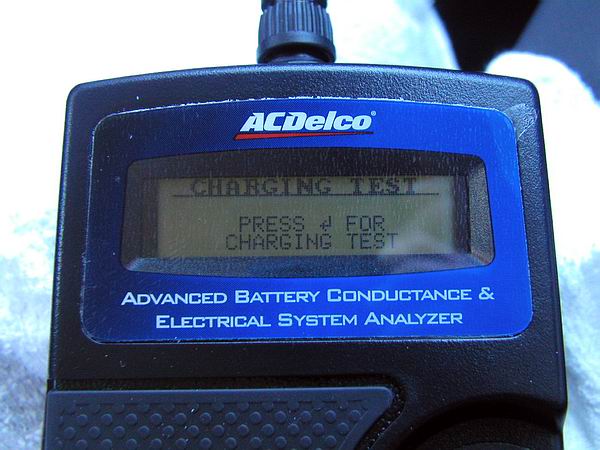 ACDelco®
CHARGING TEST
PRESS ↲ FOR
CHARGING TEST
ADVANCED BATTERY CONDUCTANCE &
ELECTRICAL SYSTEM ANALYZER